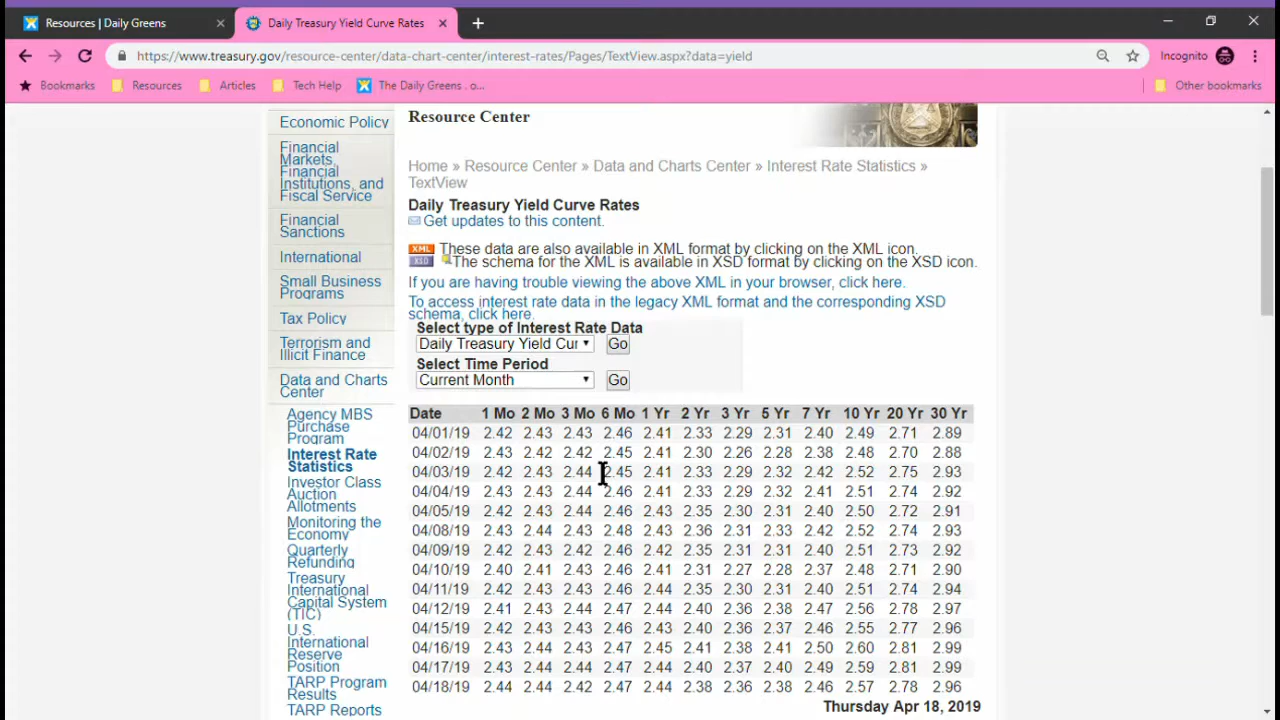 Resources | Daily Greens
Daily Treasury Yield Curve Rates
https://www.treasury.gov/resource-center/data-chart-center/interest-rates/Pages/TextView.aspx?data=yield
Incognito
Bookmarks
Resources
Articles
Tech Help
The Daily Greens . o...
Other bookmarks
Economic Policy
Financial
Markets,
Financial
Institutions, and
Fiscal Service
Financial
Sanctions
International
Small Business
Programs
Tax Policy
Terrorism and
Illicit Finance
Data and Charts
Center
Agency MBS
Purchase
Program
Interest Rate
Statistics
Investor Class
Auction
Allotments
Monitoring the
Economy
Quarterly
Refunding
Treasury
International
Capital System
(TIC)
U.S.
International
Reserve
Position
TARP Program
Results
TARP Reports
Resource Center
Home » Resource Center » Data and Charts Center » Interest Rate Statistics »
TextView
Daily Treasury Yield Curve Rates
Get updates to this content.
XML These data are also available in XML format by clicking on the XML icon.
XSD The schema for the XML is available in XSD format by clicking on the XSD icon.
If you are having trouble viewing the above XML in your browser, click here.
To access interest rate data in the legacy XML format and the corresponding XSD
schema, click here.
Select type of Interest Rate Data
Daily Treasury Yield Cur Go
Select Time Period
Current Month Go
Date 1 Mo 2 Mo 3 Mo 6 Mo 1 Yr 2 Yr 3 Yr 5 Yr 7 Yr 10 Yr 20 Yr 30 Yr
04/01/19 2.42 2.43 2.43 2.46 2.41 2.33 2.29 2.31 2.40 2.49 2.71 2.89
04/02/19 2.43 2.42 2.42 2.45 2.41 2.30 2.26 2.28 2.38 2.48 2.70 2.88
04/03/19 2.42 2.43 2.44 2.45 2.41 2.33 2.29 2.32 2.42 2.52 2.75 2.93
04/04/19 2.43 2.43 2.44 2.46 2.41 2.33 2.29 2.32 2.41 2.51 2.74 2.92
04/05/19 2.42 2.43 2.44 2.46 2.43 2.35 2.30 2.31 2.40 2.50 2.72 2.91
04/08/19 2.43 2.44 2.43 2.48 2.43 2.36 2.31 2.33 2.42 2.52 2.74 2.93
04/09/19 2.42 2.43 2.42 2.46 2.42 2.35 2.31 2.31 2.40 2.51 2.73 2.92
04/10/19 2.40 2.41 2.43 2.46 2.41 2.31 2.27 2.28 2.37 2.48 2.71 2.90
04/11/19 2.42 2.43 2.43 2.46 2.44 2.35 2.30 2.31 2.40 2.51 2.74 2.94
04/12/19 2.41 2.43 2.44 2.47 2.44 2.40 2.36 2.38 2.47 2.56 2.78 2.97
04/15/19 2.42 2.43 2.43 2.46 2.43 2.40 2.36 2.37 2.46 2.55 2.77 2.96
04/16/19 2.43 2.44 2.43 2.47 2.45 2.41 2.38 2.41 2.50 2.60 2.81 2.99
04/17/19 2.43 2.44 2.44 2.47 2.44 2.40 2.37 2.40 2.49 2.59 2.81 2.99
04/18/19 2.44 2.44 2.42 2.47 2.44 2.38 2.36 2.38 2.46 2.57 2.78 2.96
Thursday Apr 18, 2019